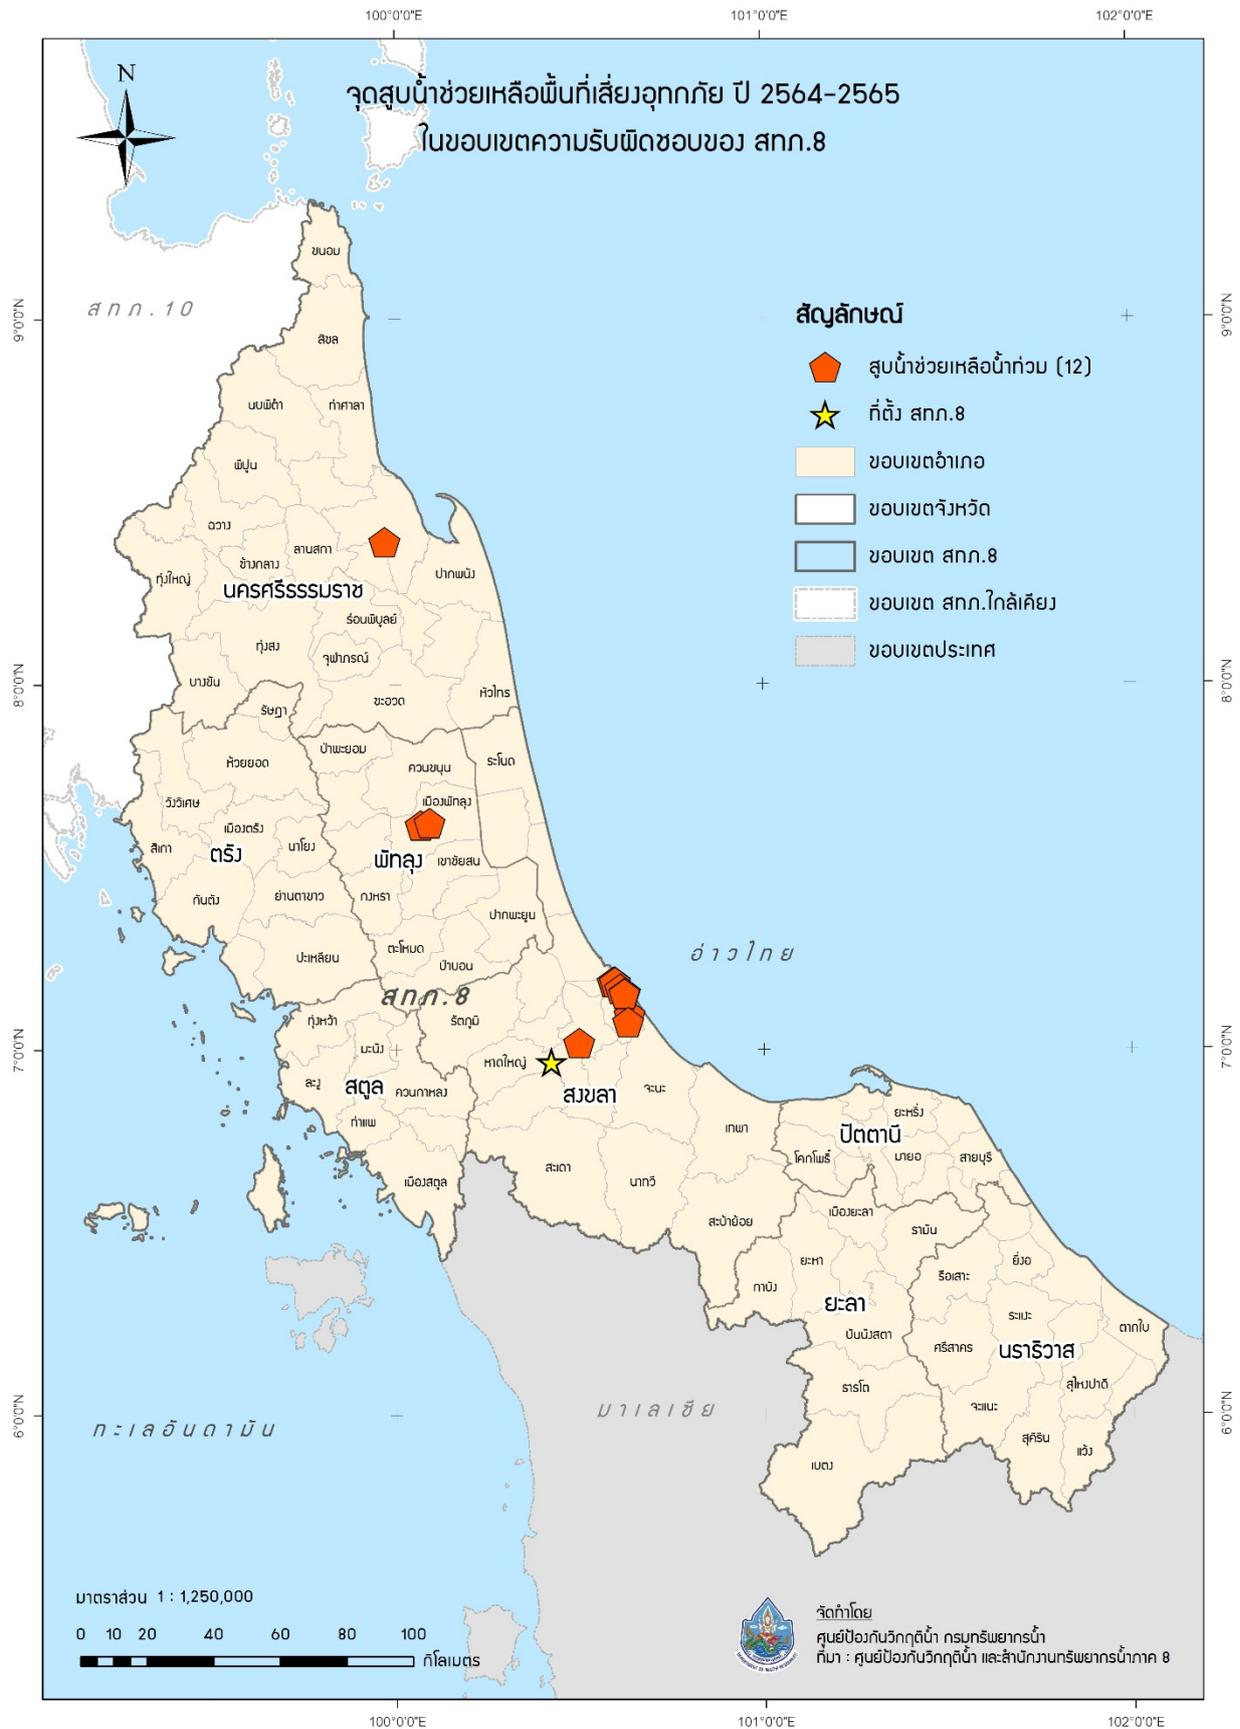 100°0'0"E
101°0'0"E
102°0'0"E
N
จุดสูบน้ำช่วยเหลือพื้นที่เสี่ยงอุทกภัย ปี 2564-2565
ในขอบเขตความรับผิดชอบของ สทภ.8
สทภ.10
9°0'0"N
9°0'0"N
สัญลักษณ์
สูบน้ำช่วยเหลือน้ำท่วม (12)
ที่ตั้ง สทภ.8
ขอบเขตอำเภอ
ขอบเขตจังหวัด
ขอบเขต สทภ.8
ขอบเขต สทภ.ใกล้เคียง
ขอบเขตประเทศ
ขนอม
สิชล
นบพิตำ
ท่าศาลา
พิปูน
ฉวาง
ลานสกา
ช้างกลาง
ทุ่งใหญ่
ปากพนัง
นครศรีธรรมราช
ร่อนพิบูลย์
ทุ่งสง
จุฬาภรณ์
บางขัน
ชะอวด
หัวไทร
8°0'0"N
8°0'0"N
รัษฎา
ป่าพะยอม
ห้วยยอด
ควนขนุน
ระโนด
วังวิเศษ
เมืองพัทลุง
เมืองตรัง
สิเกา
นาโยง
ตรัง
พัทลุง
เขาชัยสน
กันตัง
ย่านตาขาว
กงหรา
ปากพะยูน
ตะโหมด
ปะเหลียน
ป่าบอน
อ่าวไทย
สทภ.8
ทุ่งหว้า
รัตภูมิ
7°0'0"N
7°0'0"N
มะนัง
หาดใหญ่
ละงู
สตูล
ควนกาหลง
สงขลา
จะนะ
ท่าแพ
เทพา
ยะหริ่ง
ปัตตานี
โคกโพธิ์
มายอ
สายบุรี
เมืองสตูล
สะเดา
นาทวี
สะบ้าย้อย
เมืองยะลา
รามัน
ยะหา
ยี่งอ
กาบัง
รือเสาะ
ยะลา
ระแงะ
ตากใบ
บันนังสตา
ศรีสาคร
นราธิวาส
ธารโต
สุไหงปาดี
จะแนะ
6°0'0"N
6°0'0"N
มาเลเซีย
ทะเลอันดามัน
สุคิริน
แว้ง
เบตง
มาตราส่วน 1 : 1,250,000
0 10 20 40 60 80 100
กิโลเมตร
จัดทำโดย
ศูนย์ป้องกันวิกฤติน้ำ กรมทรัพยากรน้ำ
ที่มา : ศูนย์ป้องกันวิกฤติน้ำ และสำนักงานทรัพยากรน้ำภาค 8
100°0'0"E
101°0'0"E
102°0'0"E